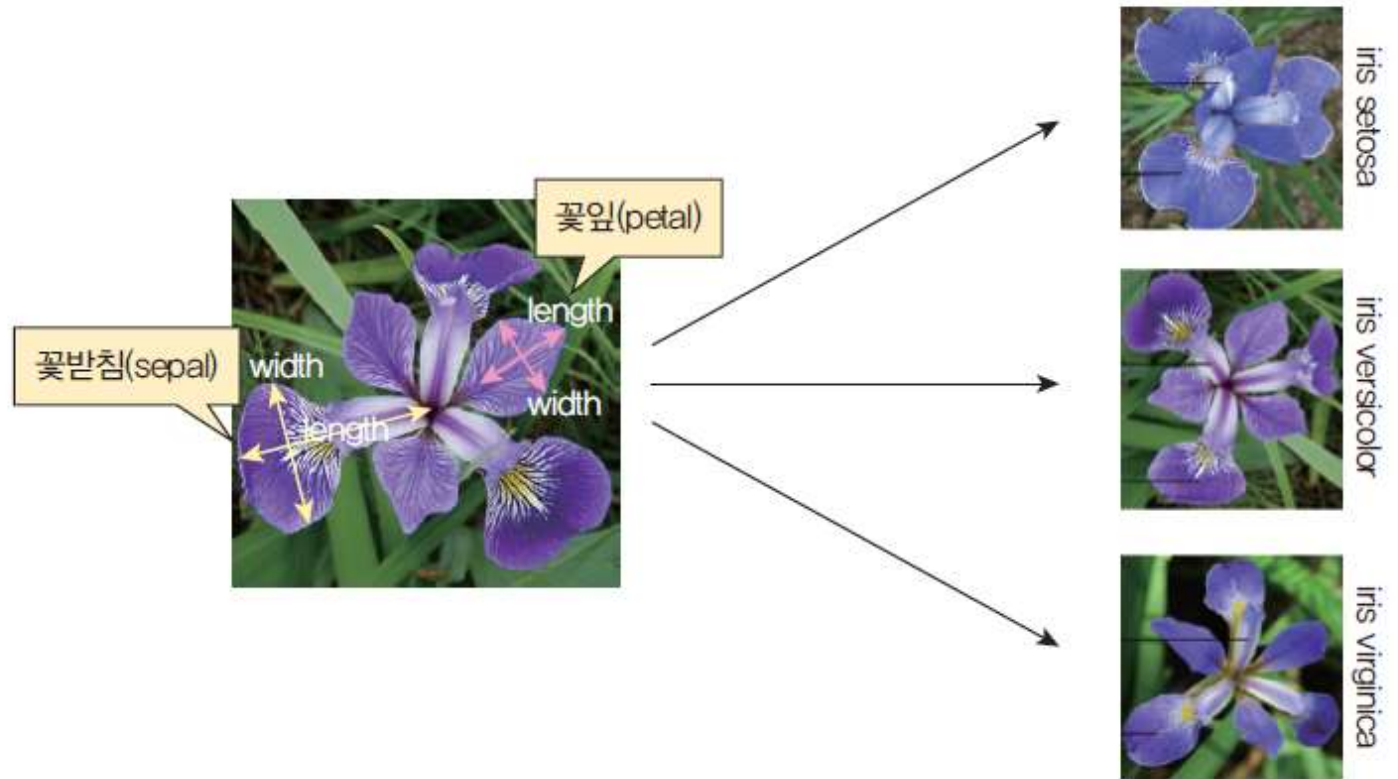 꽃잎(petal)
length
width
꽃받침(sepal)
width
length
iris setosa
iris versicolor
iris virginica